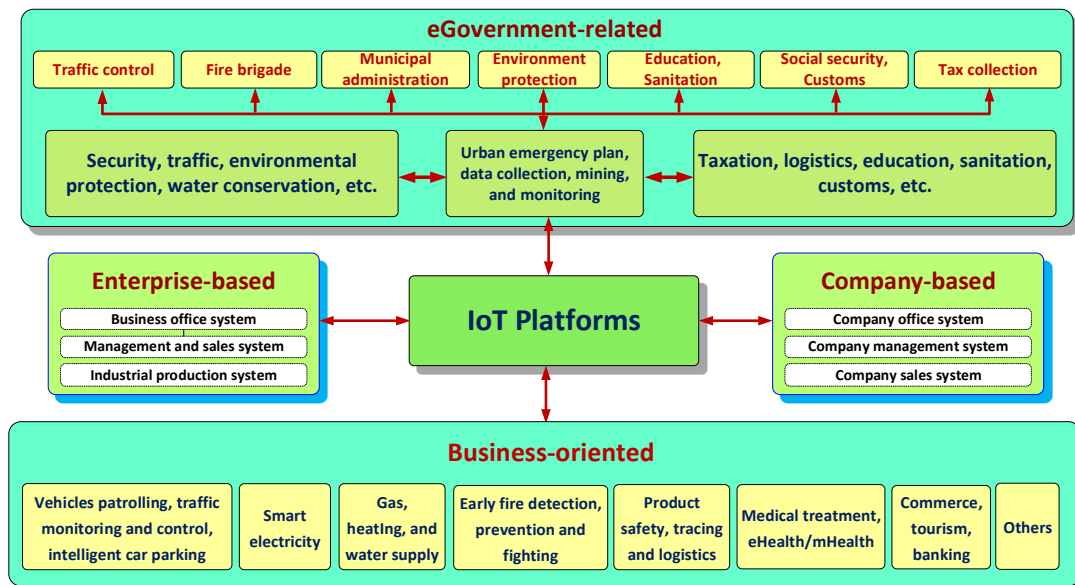 eGovernment-related
Traffic control
Fire brigade
Municipal
administration
Environment
protection
Education,
Sanitation
Social security,
Customs
Tax collection
Security, traffic, environmental
protection, water conservation, etc.
Urban emergency plan,
data collection, mining,
and monitoring
Taxation, logistics, education, sanitation,
customs, etc.
Enterprise-based
Business office system
Management and sales system
Industrial production system
IoT Platforms
Company-based
Company office system
Company management system
Company sales system
Business-oriented
Vehicles patrolling, traffic
monitoring and control,
intelligent car parking
Smart
electricity
Gas,
heatIng, and
water supply
Early fire detection,
prevention and
fighting
Product
safety, tracing
and logistics
Medical treatment,
eHealth/mHealth
Commerce,
tourism,
banking
Others